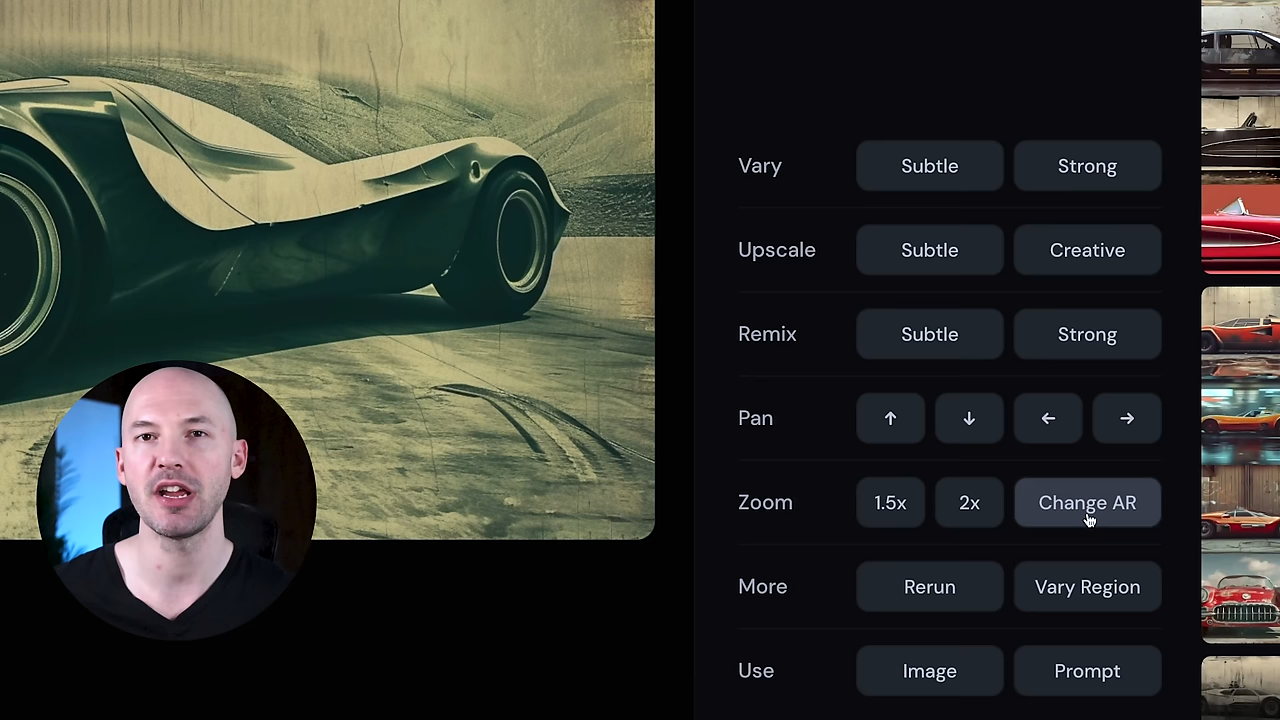 Vary Subtle Strong
Upscale Subtle Creative
Remix Subtle Strong
Pan ↑ ↓ ← →
Zoom 1.5x 2x Change AR
More Rerun Vary Region
Use Image Prompt